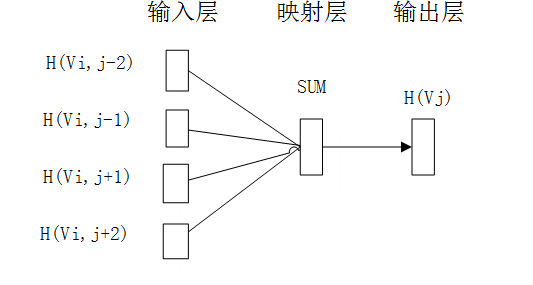 输入层 映射层 输出层
H(Vi,j-2)
SUM
H(Vj)
H(Vi,j-1)
H(Vi,j+1)
H(Vi,j+2)